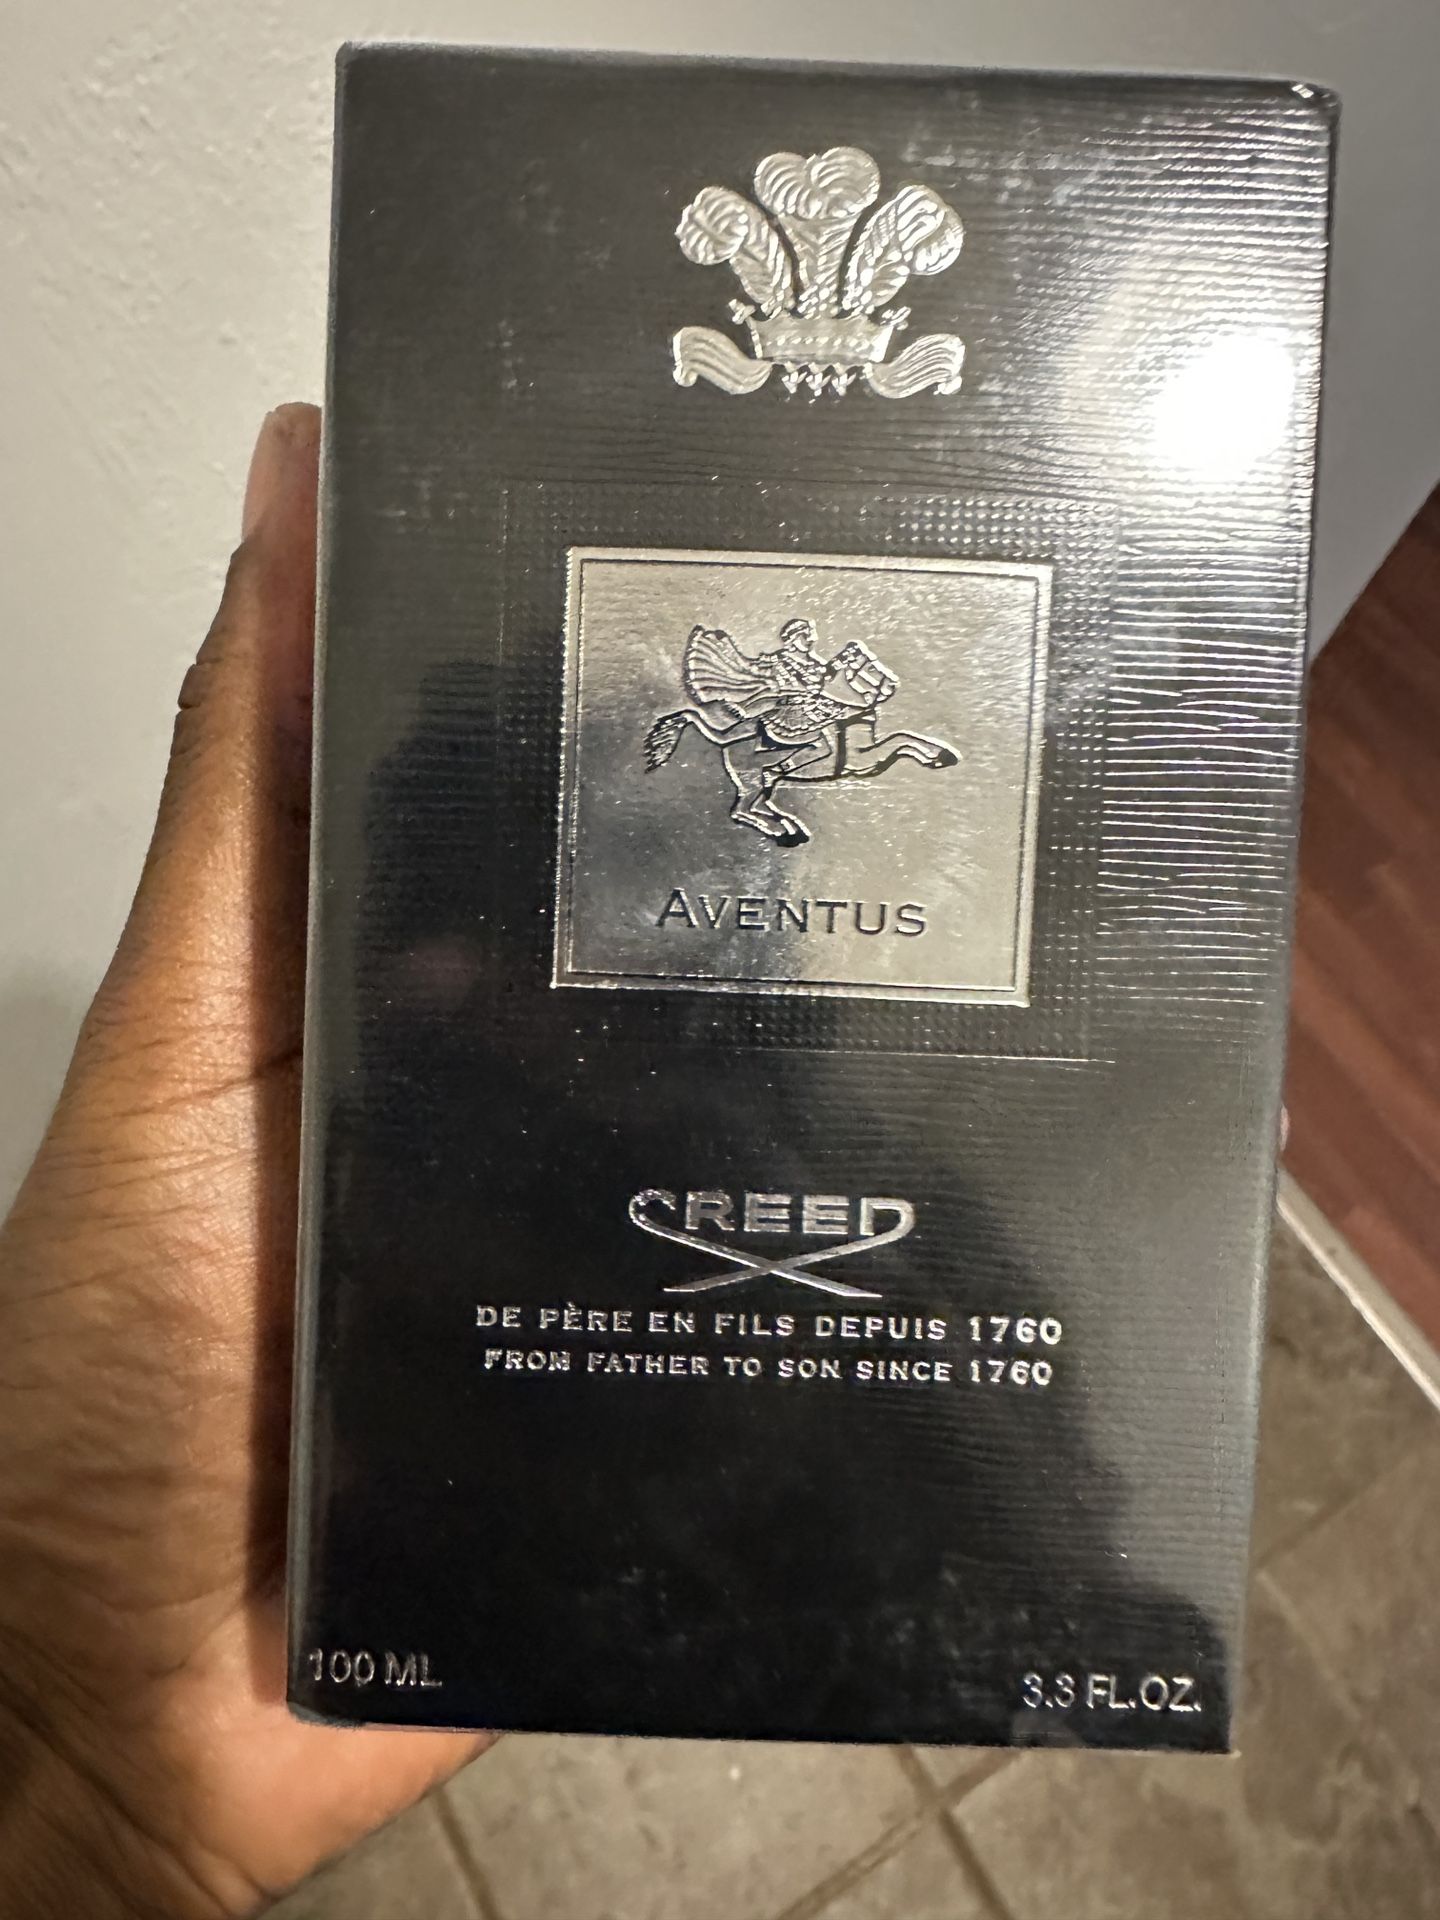 AVENTUS
CREED
DE PÈRE EN FILS DEPUIS 1760
FROM FATHER TO SON SINCE 1760
100 ML
3.3 FL.OZ.